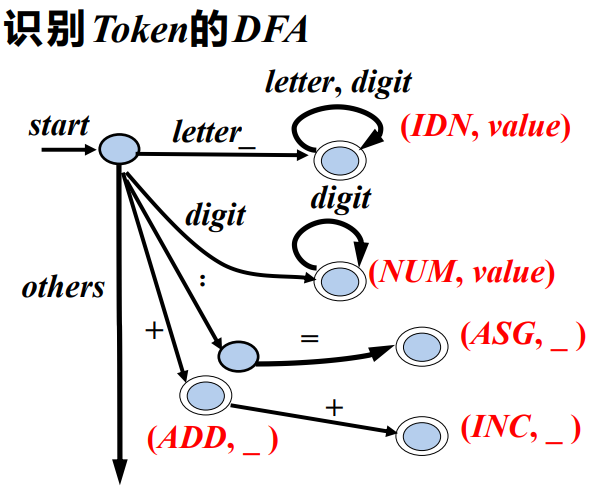 识别Token的DFA
letter, digit
start
letter_
(IDN, value)
digit
digit
(NUM, value)
others
:
+
=
(ASG, _ )
+
(ADD, _ )
(INC, _ )